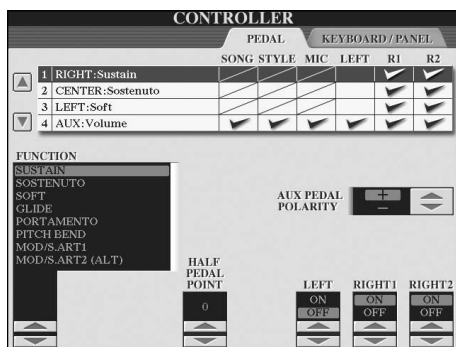 CONTROLLER
PEDAL KEYBOARD / PANEL
SONG STYLE MIC LEFT R1 R2
1 RIGHT:Sustain
2 CENTER:Sostenuto
3 LEFT:Soft
4 AUX:Volume
FUNCTION
SUSTAIN
SOSTENUTO
SOFT
GLIDE
PORTAMENTO
PITCH BEND
MOD/S.ART1
MOD/S.ART2 (ALT)
AUX PEDAL
POLARITY
+
−
HALF
PEDAL
POINT
0
LEFT RIGHT1 RIGHT2
ON ON ON
OFF OFF OFF